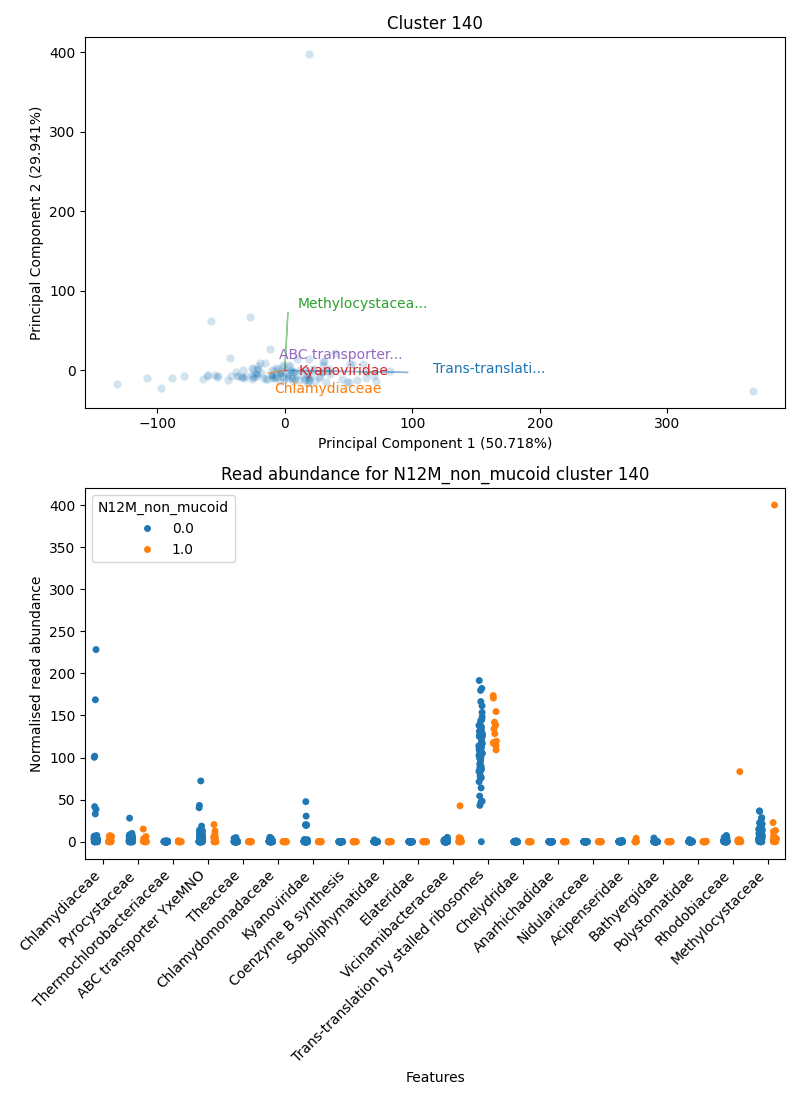 Cluster 140
400
300
200
100
0
Principal Component 2 (29.941%)
Methylocystacea...
ABC transporter...
Kyanoviridae
Trans-translati...
Chlamydiaceae
−100
0
100
200
300
Principal Component 1 (50.718%)
Read abundance for N12M_non_mucoid cluster 140
N12M_non_mucoid
0.0
1.0
400
350
300
250
200
150
100
50
0
Normalised read abundance
Chlamydiaceae
Pyrocystaceae
Thermochlorobacteriaceae
ABC transporter YxeMNO
Theaceae
Chlamydomonadaceae
Kyanoviridae
Coenzyme B synthesis
Soboliphymatidae
Elateridae
Vicinamibacteraceae
Trans-translation by stalled ribosomes
Chelydridae
Anarhichadidae
Nidulariaceae
Acipenseridae
Bathyergidae
Polystomatidae
Rhodobiaceae
Methylocystaceae
Features